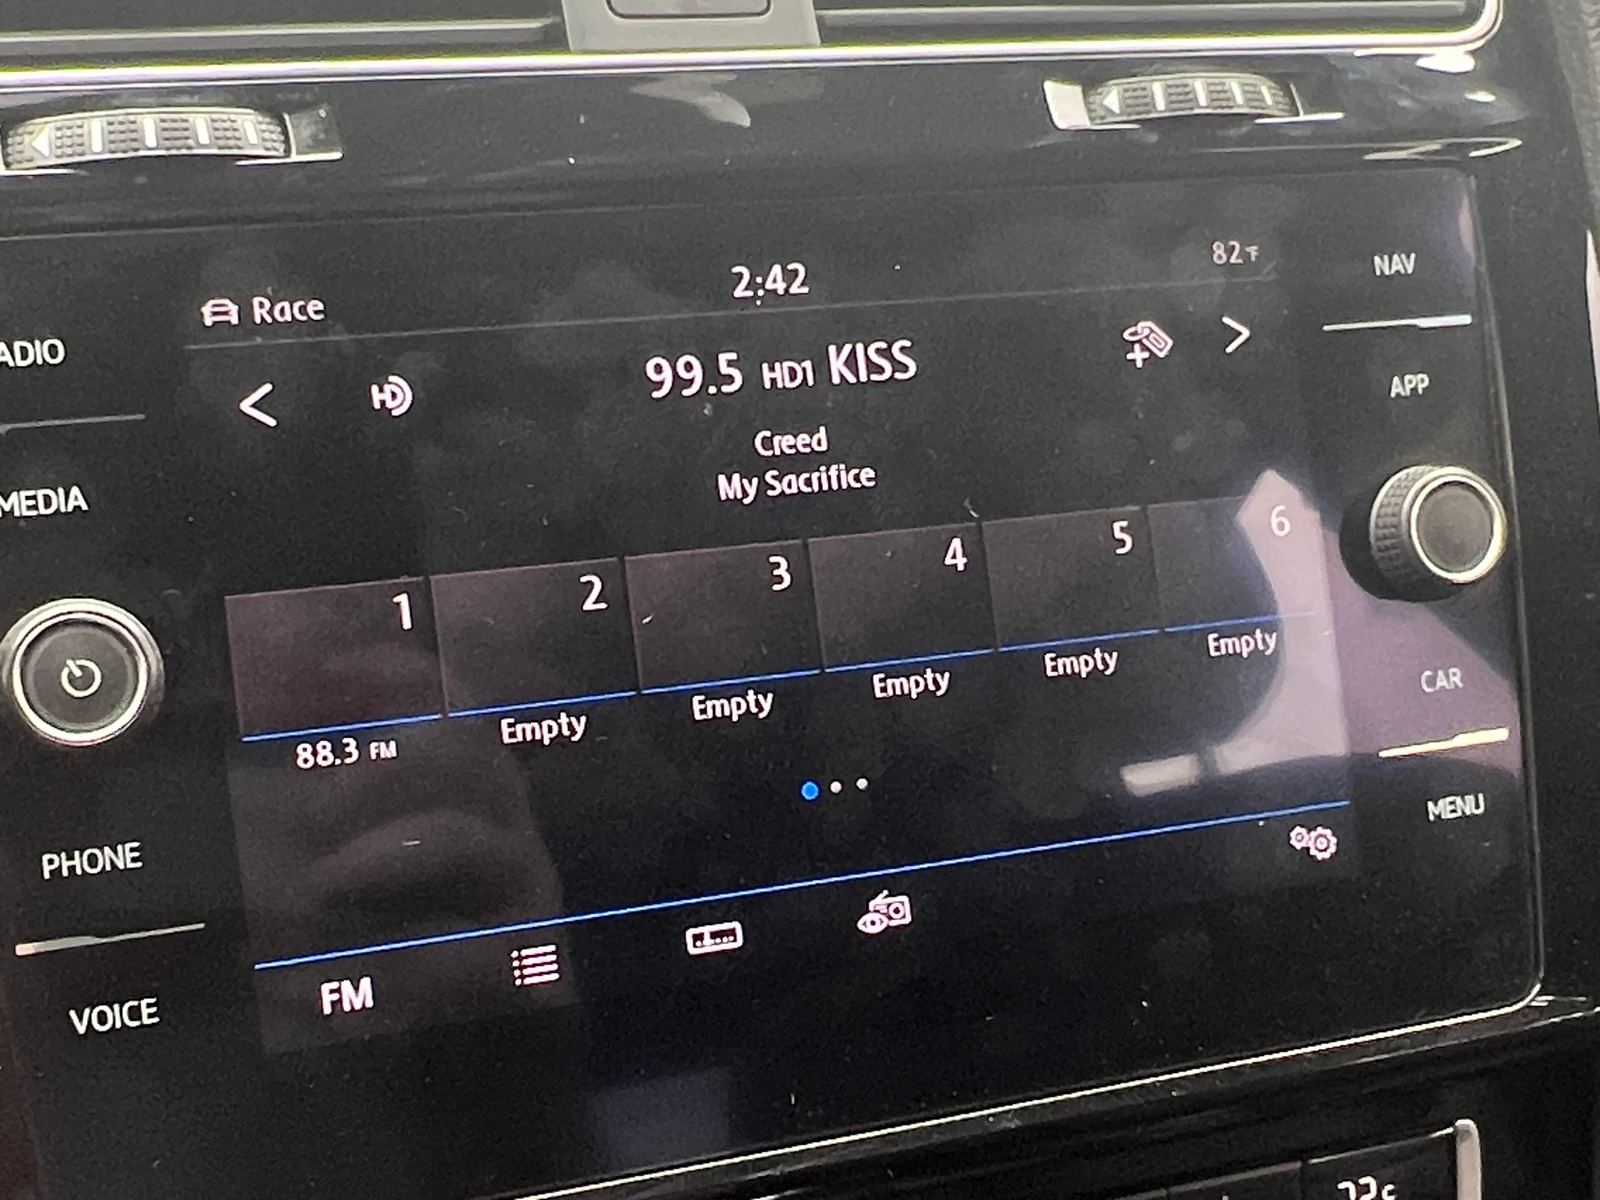 Race
2:42
82°F
NAV
ADIO
99.5 HD1 KISS
HD
APP
Creed
My Sacrifice
MEDIA
1 2 3 4 5 6
88.3 FM Empty Empty Empty Empty Empty
CAR
PHONE
MENU
FM
VOICE